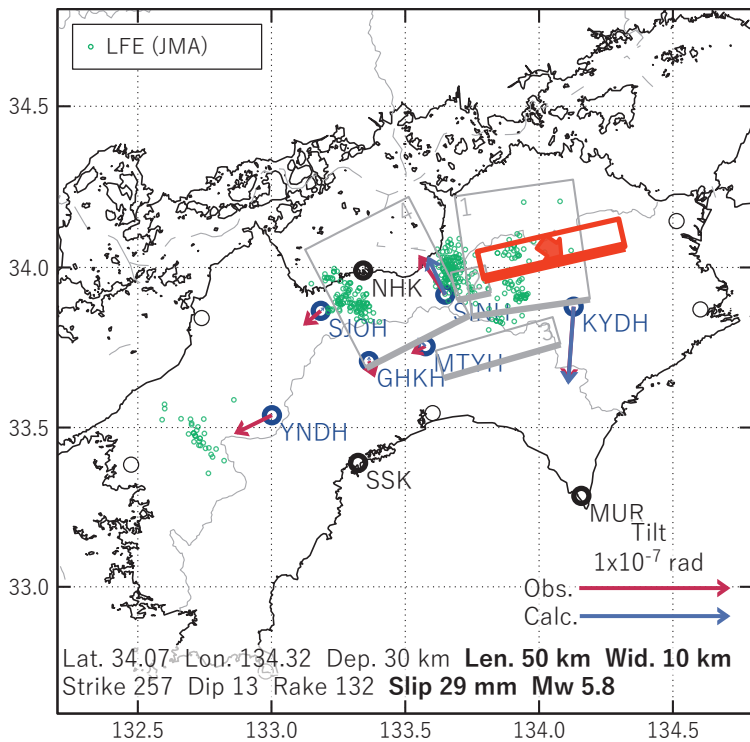 LFE (JMA)
34.5
34.0
33.5
33.0
1
3
NHK
SINH
KYDH
SJOH
GHKH
MTYH
YNDH
SSK
MUR
Tilt
1x10⁻⁷ rad
Obs.
Calc.
Lat. 34.07 Lon. 134.32 Dep. 30 km Len. 50 km Wid. 10 km
Strike 257 Dip 13 Rake 132 Slip 29 mm Mw 5.8
132.5 133.0 133.5 134.0 134.5